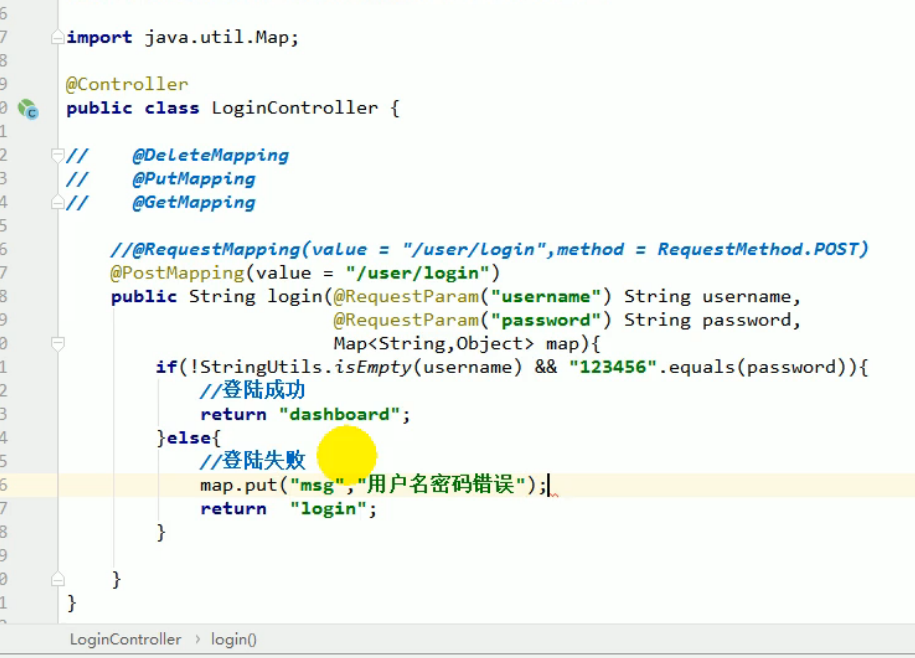 6
7 import java.util.Map;
8
9 @Controller
0 public class LoginController {
1
2 //    @DeleteMapping
3 //    @PutMapping
4 //    @GetMapping
5
6     //@RequestMapping(value = "/user/login",method = RequestMethod.POST)
7     @PostMapping(value = "/user/login")
8     public String login(@RequestParam("username") String username,
9                         @RequestParam("password") String password,
0                         Map<String,Object> map){
1         if(!StringUtils.isEmpty(username) && "123456".equals(password)){
2             //登陆成功
3             return "dashboard";
4         }else{
5             //登陆失败
6             map.put("msg","用户名密码错误");
7             return  "login";
8         }
9
0     }
1 }
LoginController › login()